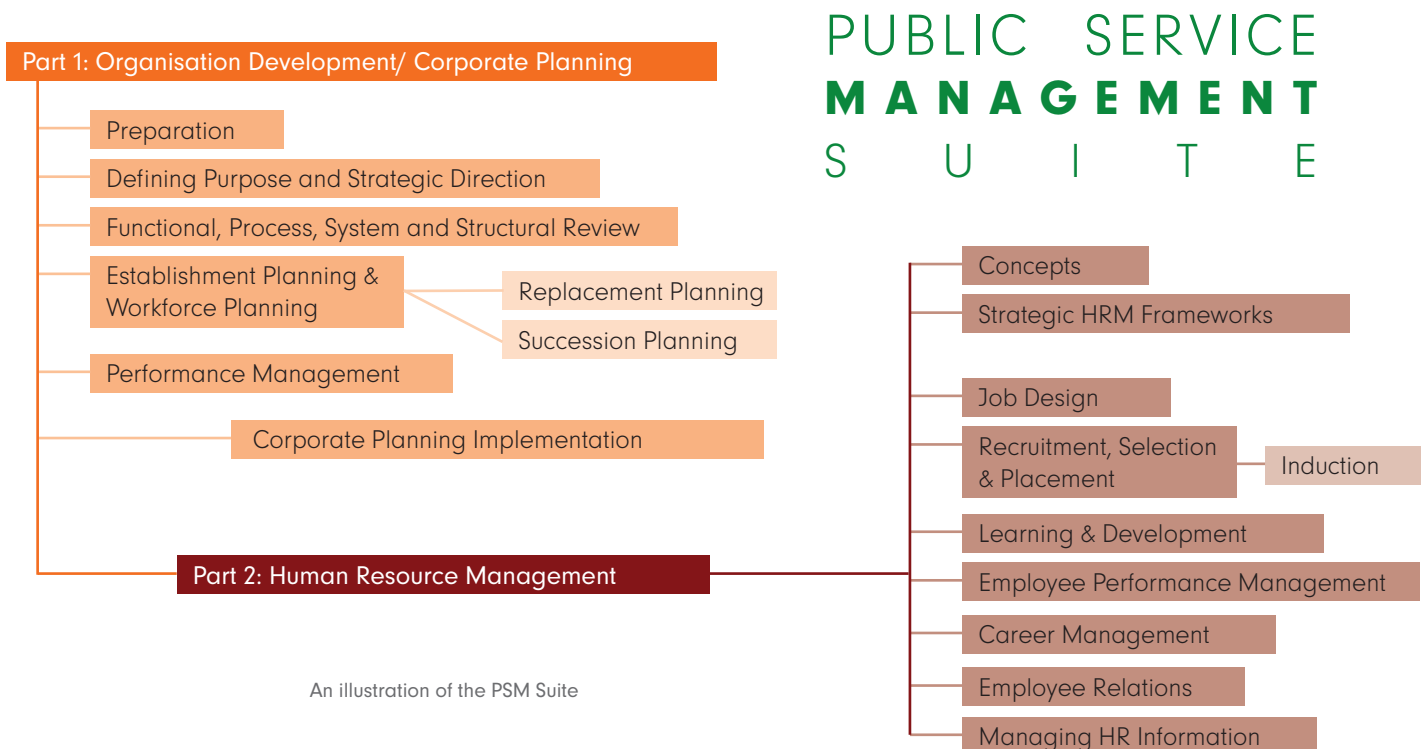 PUBLIC SERVICE
MANAGEMENT
SUITE
Part 1: Organisation Development/ Corporate Planning
Preparation
Defining Purpose and Strategic Direction
Functional, Process, System and Structural Review
Establishment Planning &
Workforce Planning
Replacement Planning
Succession Planning
Performance Management
Corporate Planning Implementation
Part 2: Human Resource Management
Concepts
Strategic HRM Frameworks
Job Design
Recruitment, Selection
& Placement
Induction
Learning & Development
Employee Performance Management
Career Management
Employee Relations
Managing HR Information
An illustration of the PSM Suite